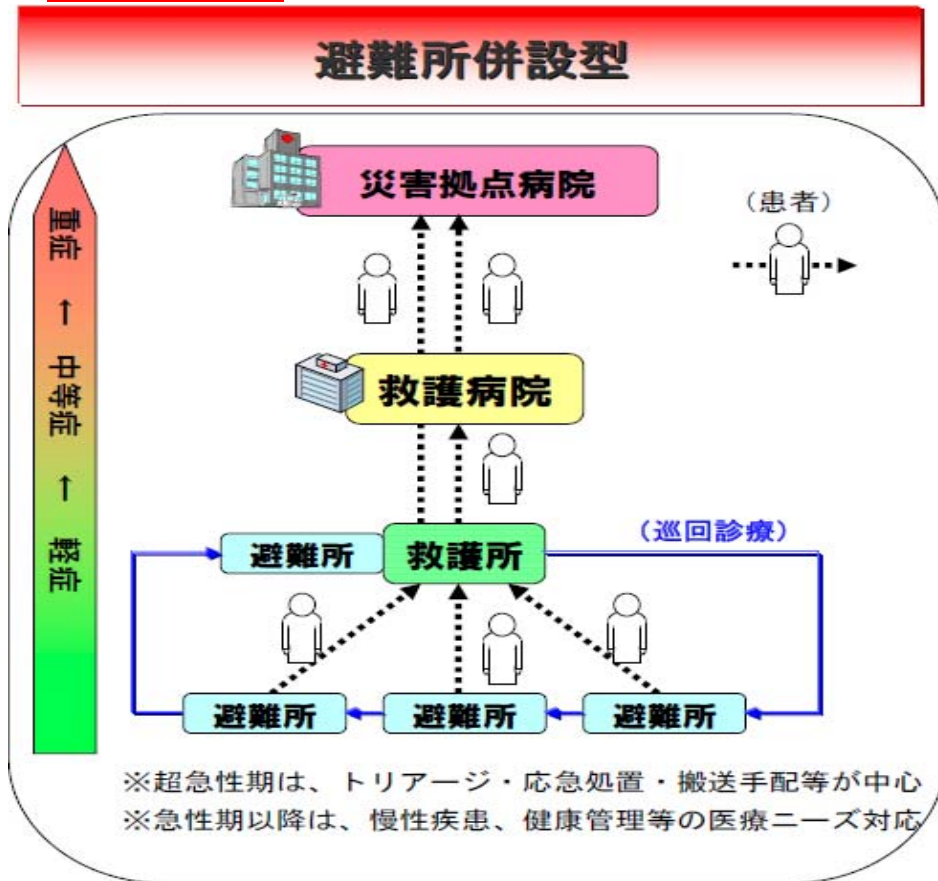 避難所併設型
災害拠点病院
(患者)
重症 ← 中等症 ← 軽症
救護病院
(巡回診療)
避難所
救護所
避難所
避難所
避難所
※超急性期は、トリアージ・応急処置・搬送手配等が中心
※急性期以降は、慢性疾患、健康管理等の医療ニーズ対応